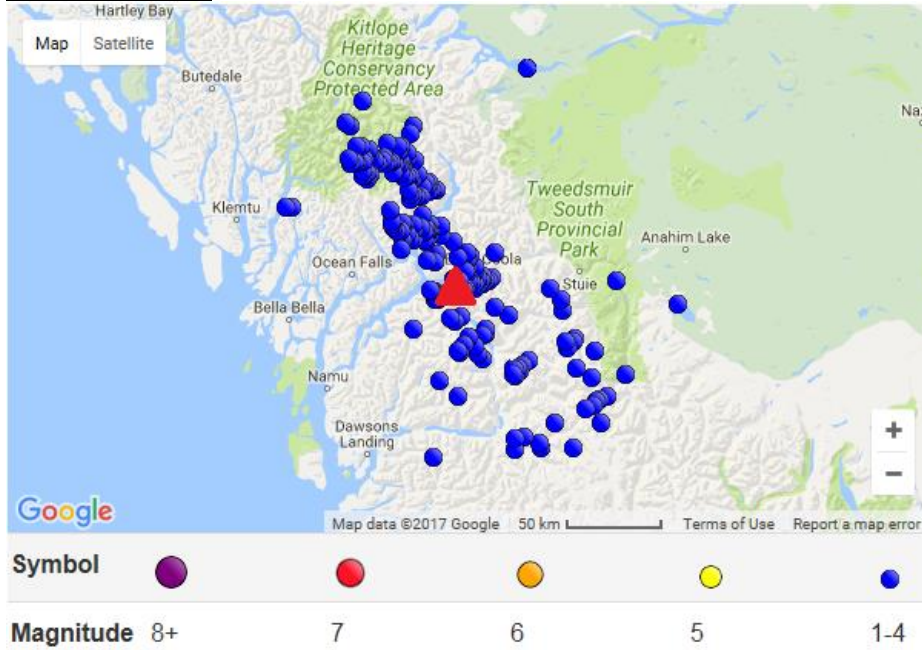 Hartley Bay
Map Satellite
Kitlope
Heritage
Conservancy
Protected Area
Butedale
Na
Tweedsmuir
South
Provincial
Park
Klemtu
Anahim Lake
Ocean Falls
Stuie
Bella Bella
Namu
Dawsons
Landing
+
−
Google
Map data ©2017 Google 50 km Terms of Use Report a map error
Symbol
Magnitude 8+ 7 6 5 1-4